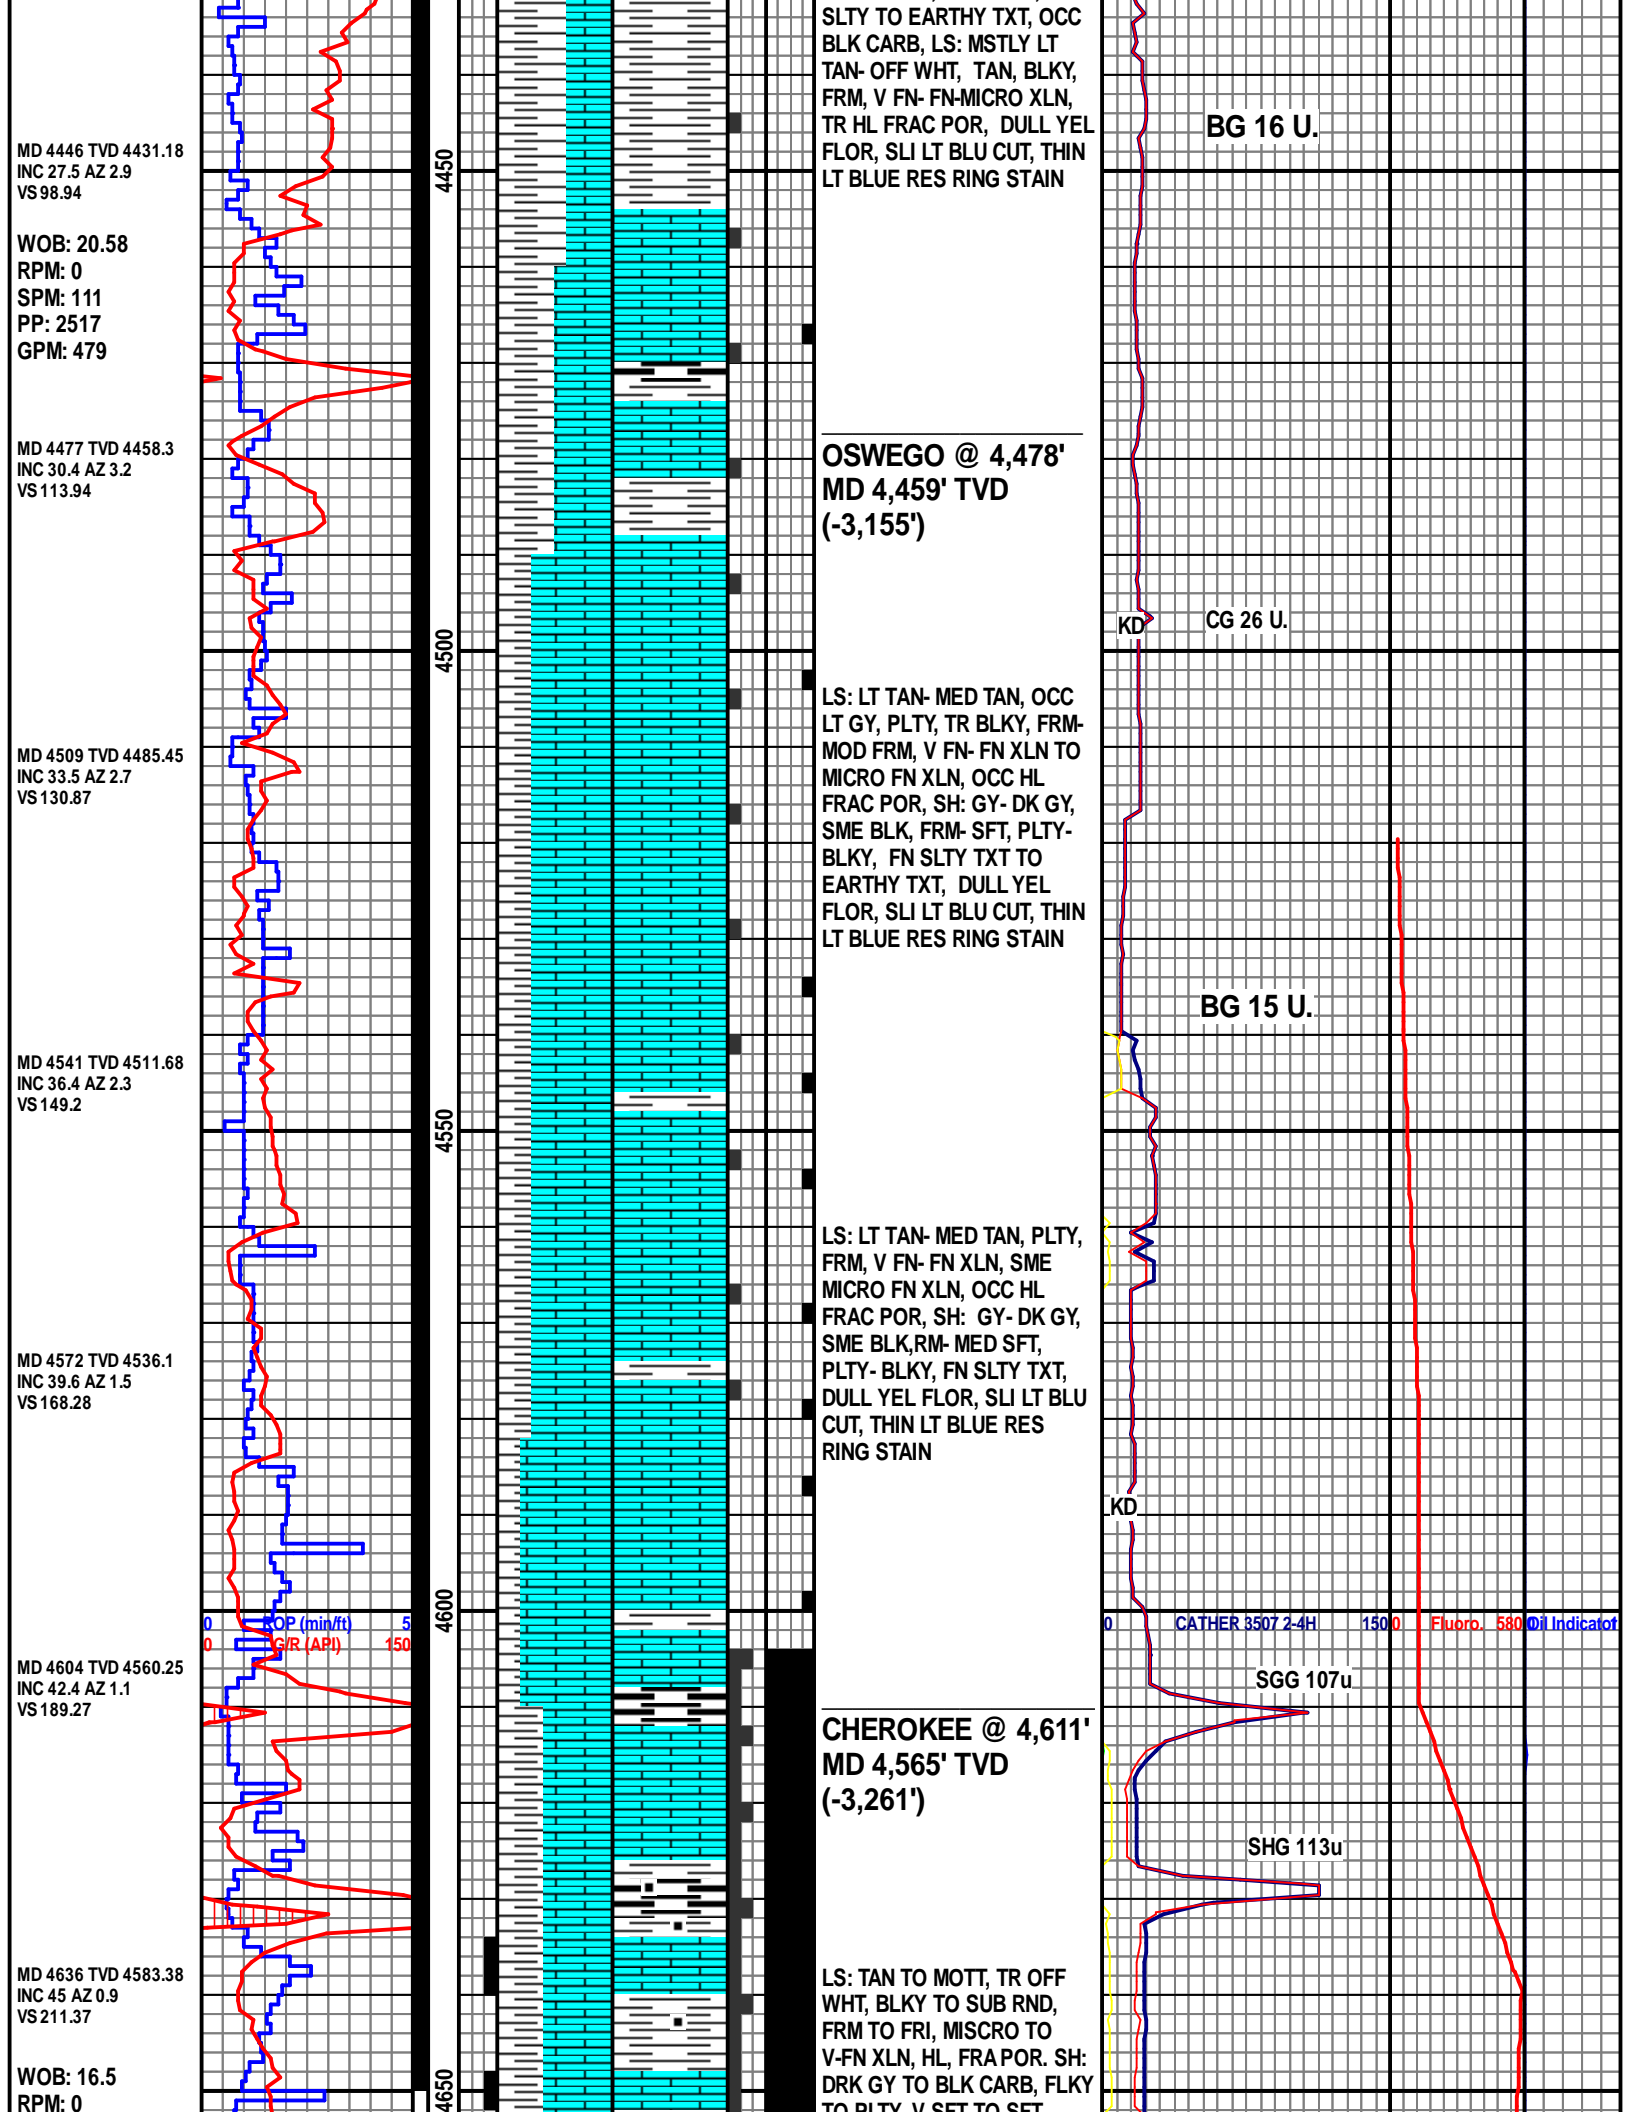 SLTY TO EARTHY TXT, OCC
BLK CARB, LS: MSTLY LT
TAN- OFF WHT, TAN, BLKY,
FRM, V FN- FN-MICRO XLN,
TR HL FRAC POR, DULL YEL
FLOR, SLI LT BLU CUT, THIN
LT BLUE RES RING STAIN
BG 16 U.
MD 4446 TVD 4431.18
INC 27.5 AZ 2.9
VS 98.94
4450
WOB: 20.58
RPM: 0
SPM: 111
PP: 2517
GPM: 479
MD 4477 TVD 4458.3
INC 30.4 AZ 3.2
VS 113.94
OSWEGO @ 4,478'
MD 4,459' TVD
(-3,155')
KD
CG 26 U.
4500
LS: LT TAN- MED TAN, OCC
LT GY, PLTY, TR BLKY, FRM-
MOD FRM, V FN- FN XLN TO
MICRO FN XLN, OCC HL
FRAC POR, SH: GY- DK GY,
SME BLK, FRM- SFT, PLTY-
BLKY, FN SLTY TXT TO
EARTHY TXT, DULL YEL
FLOR, SLI LT BLU CUT, THIN
LT BLUE RES RING STAIN
MD 4509 TVD 4485.45
INC 33.5 AZ 2.7
VS 130.87
BG 15 U.
MD 4541 TVD 4511.68
INC 36.4 AZ 2.3
VS 149.2
4550
LS: LT TAN- MED TAN, PLTY,
FRM, V FN- FN XLN, SME
MICRO FN XLN, OCC HL
FRAC POR, SH: GY- DK GY,
SME BLK,RM- MED SFT,
PLTY- BLKY, FN SLTY TXT,
DULL YEL FLOR, SLI LT BLU
CUT, THIN LT BLUE RES
RING STAIN
MD 4572 TVD 4536.1
INC 39.6 AZ 1.5
VS 168.28
KD
4600
0 ROP (min/ft) 5
0 G/R (API) 150
0 CATHER 3507 2-4H 150
0 Fluoro. 580
0 Oil Indicator 1
MD 4604 TVD 4560.25
INC 42.4 AZ 1.1
VS 189.27
SGG 107u
CHEROKEE @ 4,611'
MD 4,565' TVD
(-3,261')
SHG 113u
MD 4636 TVD 4583.38
INC 45 AZ 0.9
VS 211.37
LS: TAN TO MOTT, TR OFF
WHT, BLKY TO SUB RND,
FRM TO FRI, MISCRO TO
V-FN XLN, HL, FRA POR. SH:
DRK GY TO BLK CARB, FLKY
TO PLTY, V SFT TO SFT
WOB: 16.5
RPM: 0
4650